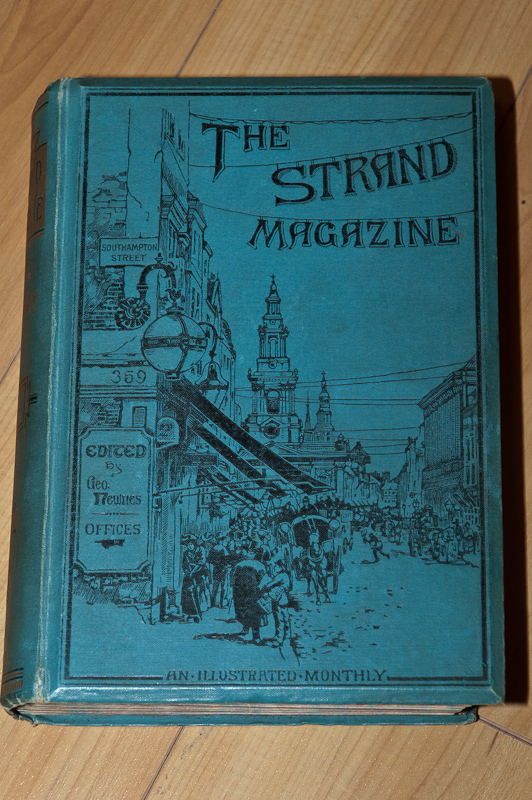 THE
STRAND
MAGAZINE
SOUTHAMPTON
STREET
359
EDITED
By
Geo.
Newnes
OFFICES
AN·ILLUSTRATED·MONTHLY